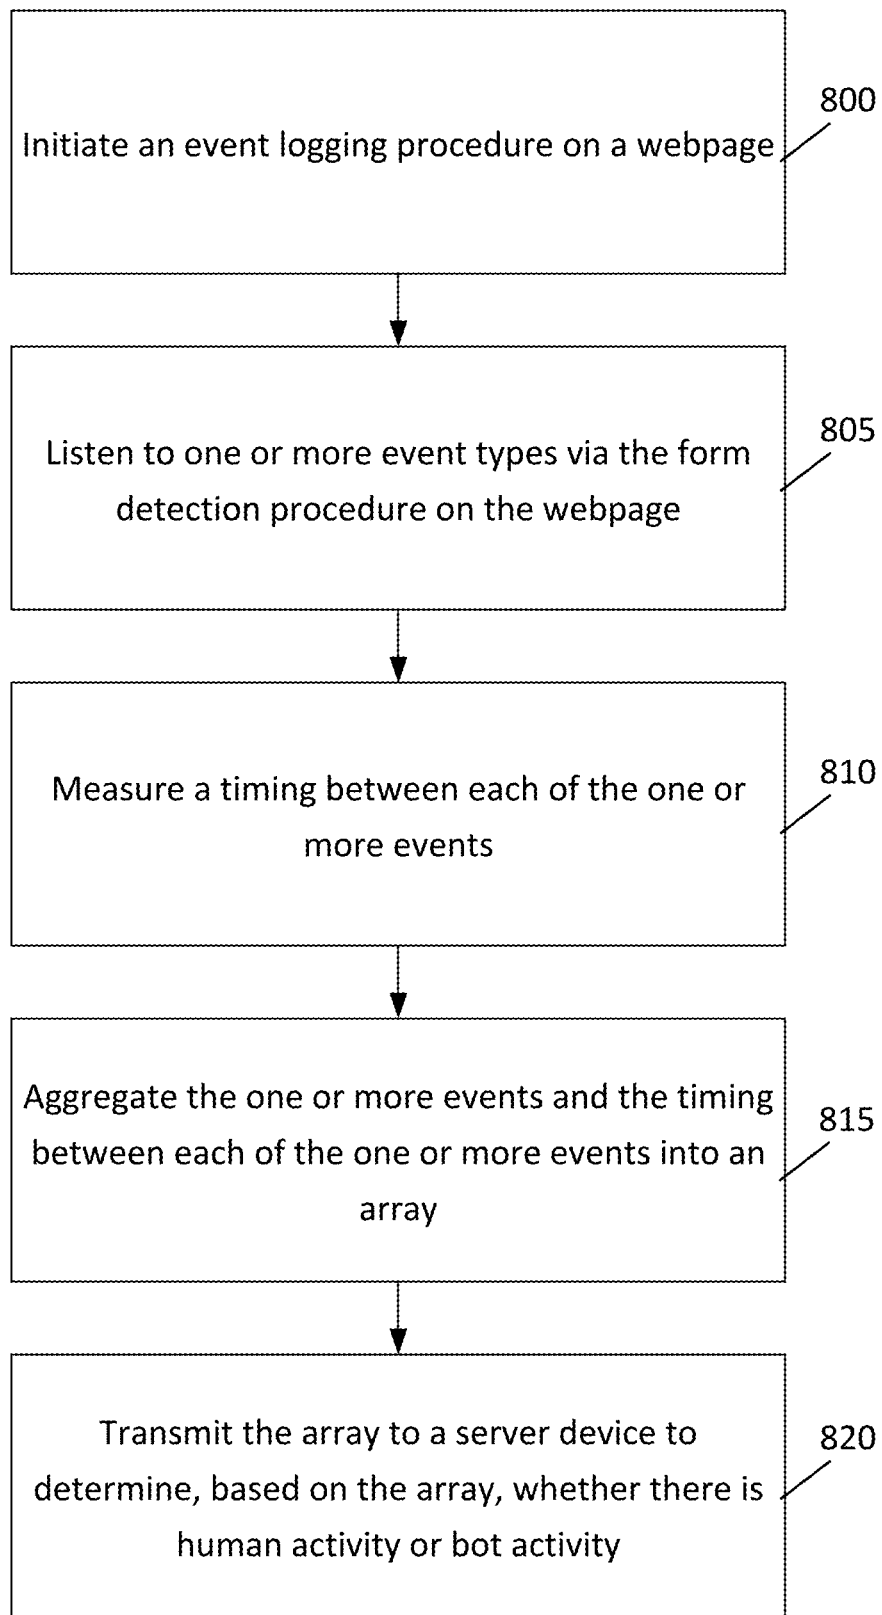 800
Initiate an event logging procedure on a webpage
805
Listen to one or more event types via the form
detection procedure on the webpage
810
Measure a timing between each of the one or
more events
Aggregate the one or more events and the timing
815
between each of the one or more events into an
array
Transmit the array to a server device to
820
determine, based on the array, whether there is
human activity or bot activity